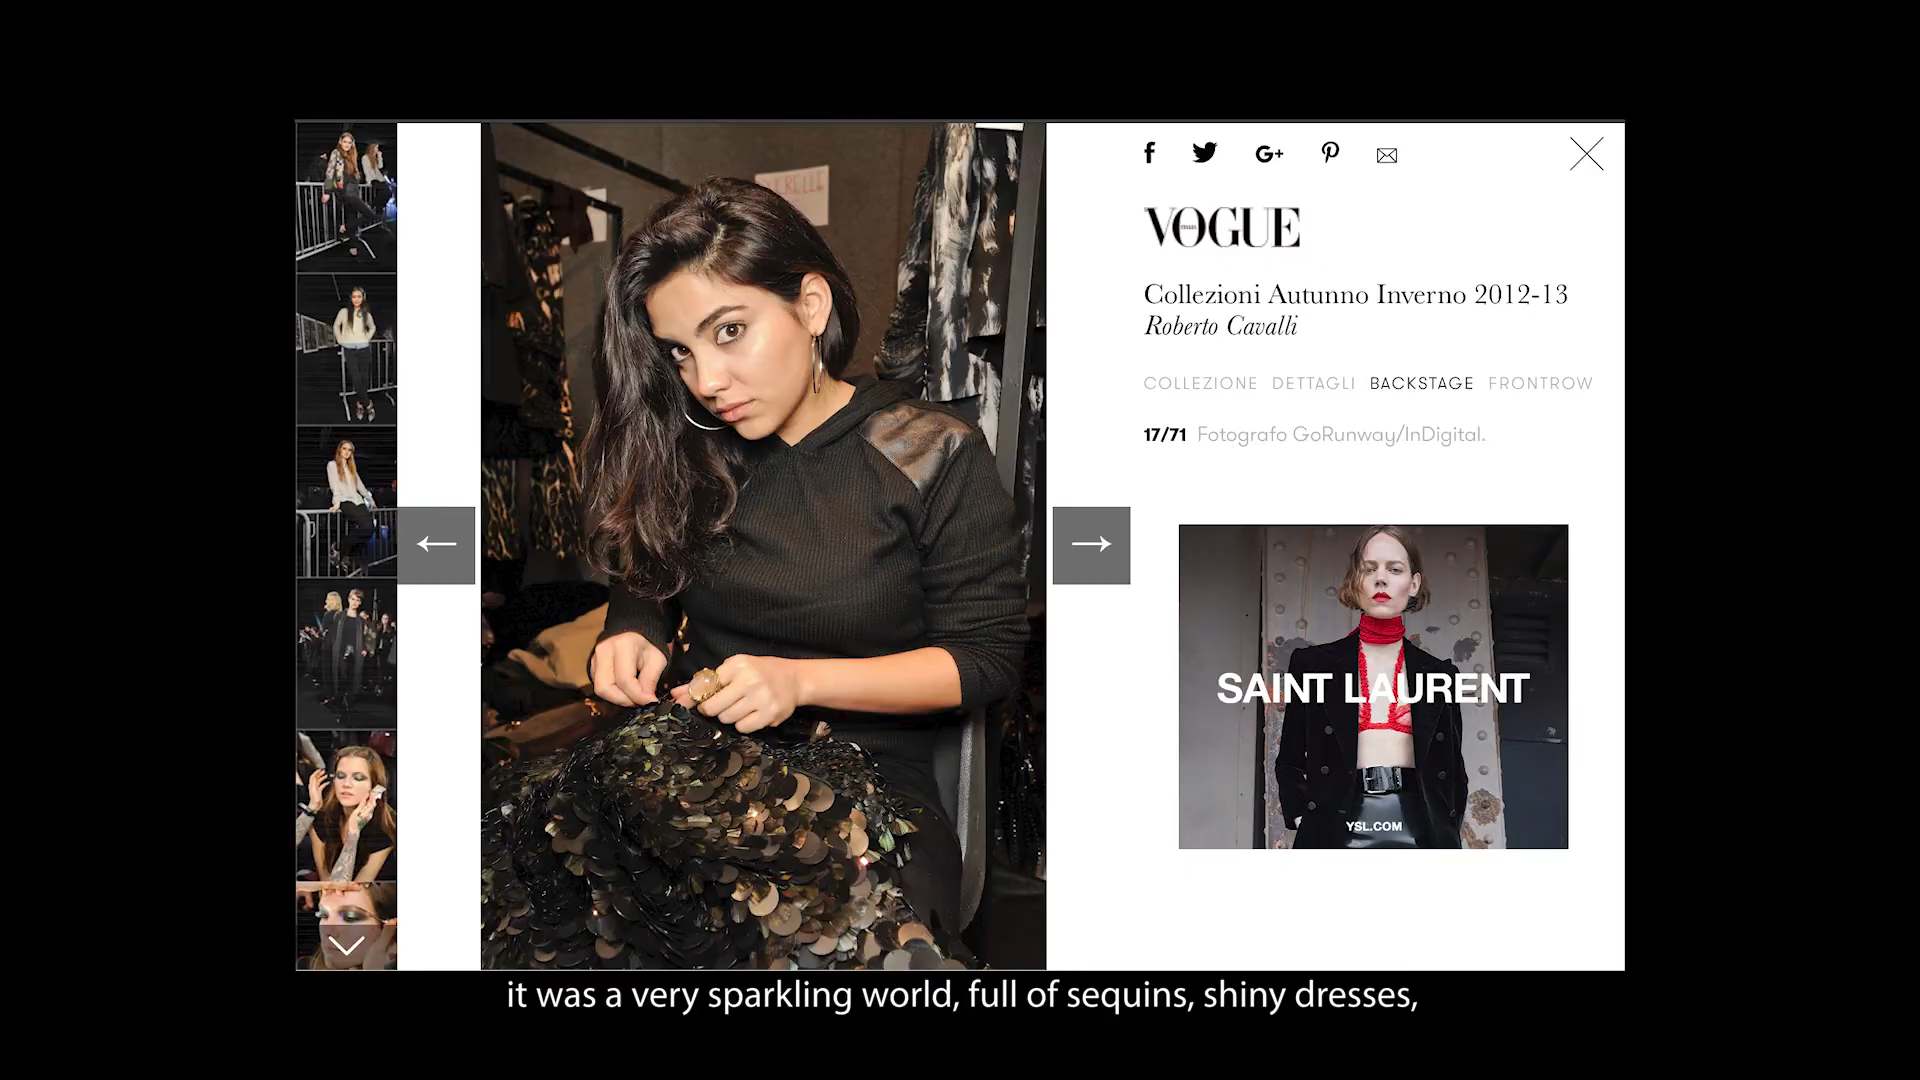 VOGUE
Collezioni Autunno Inverno 2012-13
Roberto Cavalli
COLLEZIONE DETTAGLI BACKSTAGE FRONTROW
17/71 Fotografo GoRunway/InDigital.
SAINT LAURENT
YSL.COM
it was a very sparkling world, full of sequins, shiny dresses,